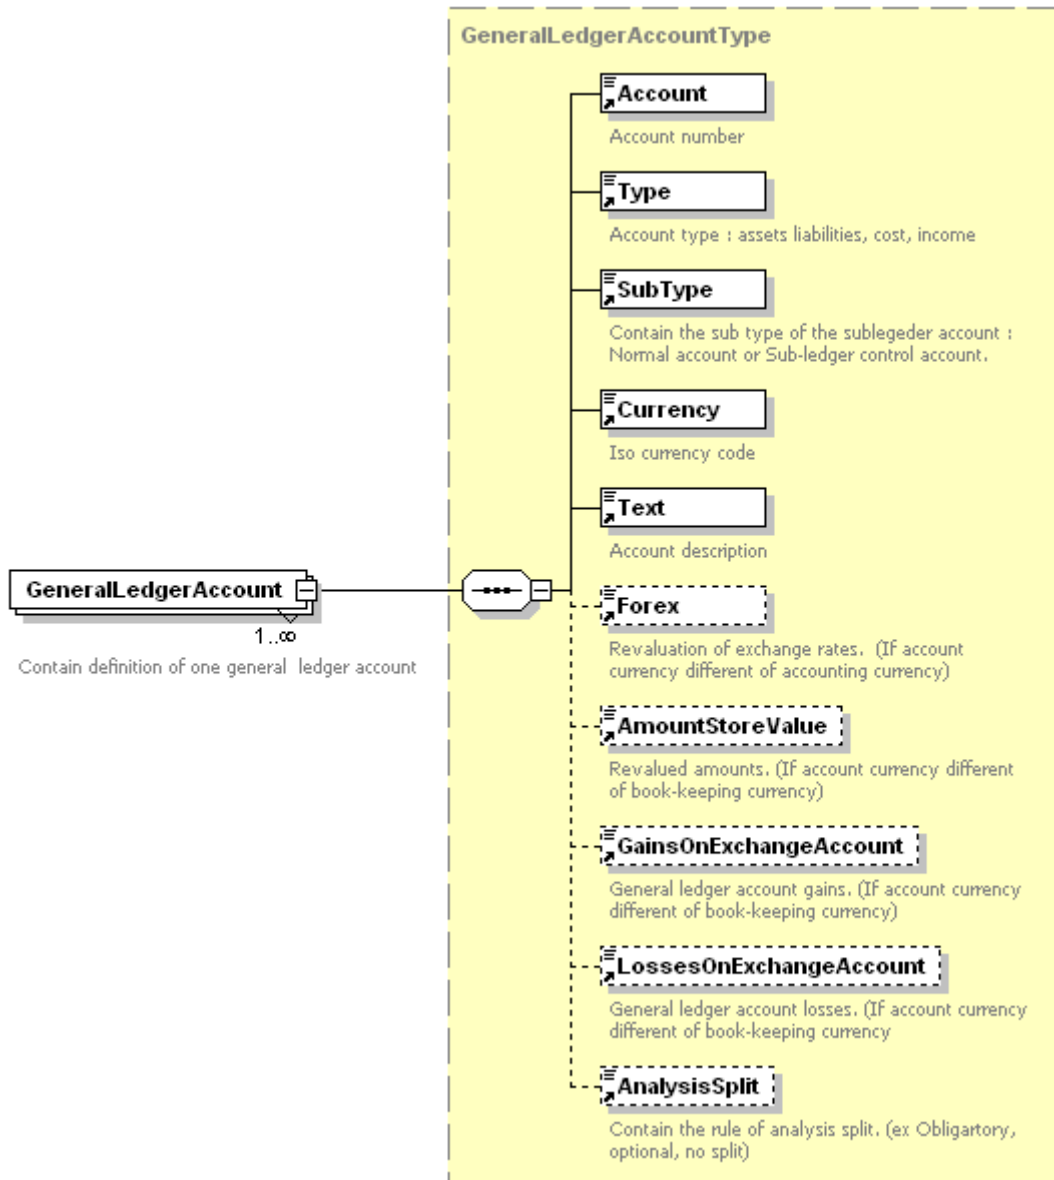 GeneralLedgerAccountType
Account
Account number
Type
Account type : assets liabilities, cost, income
SubType
Contain the sub type of the sublegeder account :
Normal account or Sub-ledger control account.
Currency
Iso currency code
Text
Account description
GeneralLedgerAccount
1..∞
Contain definition of one general ledger account
Forex
Revaluation of exchange rates. (If account
currency different of accounting currency)
AmountStoreValue
Revalued amounts. (If account currency different
of book-keeping currency)
GainsOnExchangeAccount
General ledger account gains. (If account currency
different of book-keeping currency)
LossesOnExchangeAccount
General ledger account losses. (If account currency
different of book-keeping currency
AnalysisSplit
Contain the rule of analysis split. (ex Obligartory,
optional, no split)